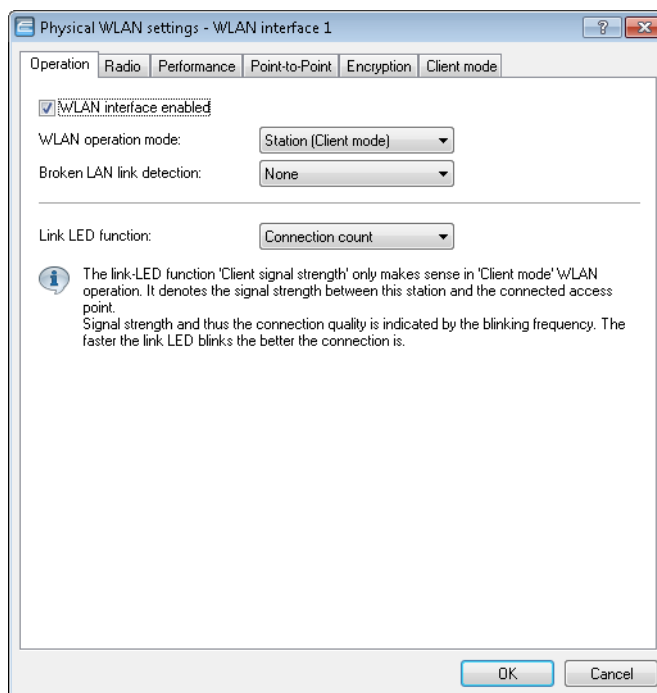 Physical WLAN settings - WLAN interface 1
Operation Radio Performance Point-to-Point Encryption Client mode
WLAN interface enabled
WLAN operation mode: Station (Client mode)
Broken LAN link detection: None
Link LED function: Connection count
The link-LED function 'Client signal strength' only makes sense in 'Client mode' WLAN
operation. It denotes the signal strength between this station and the connected access
point.
Signal strength and thus the connection quality is indicated by the blinking frequency. The
faster the link LED blinks the better the connection is.
OK Cancel